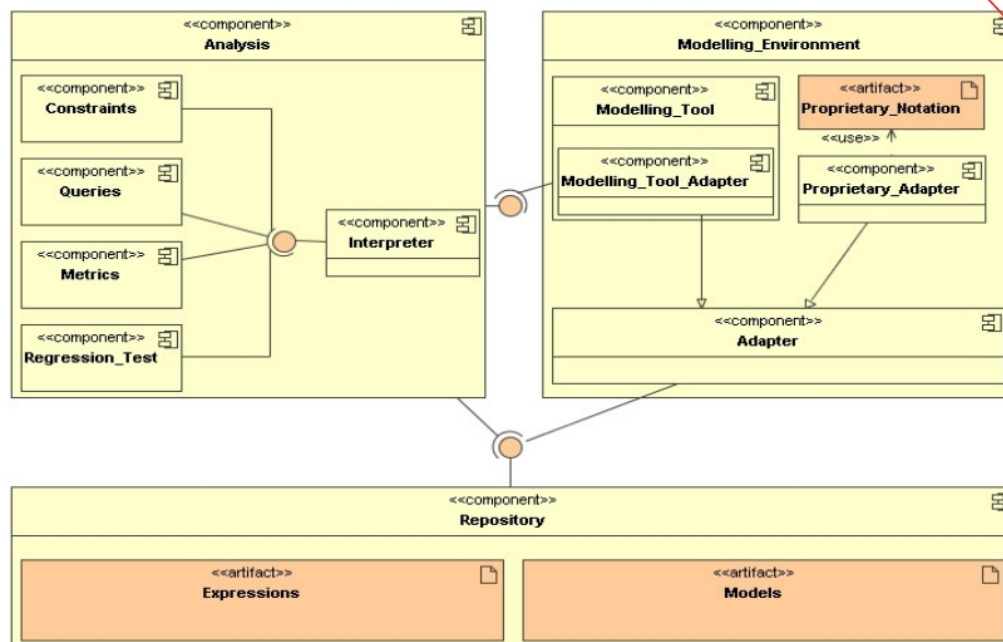 <<component>>
Analysis
<<component>>
Constraints
<<component>>
Queries
<<component>>
Metrics
<<component>>
Regression_Test
<<component>>
Interpreter
<<component>>
Modelling_Environment
<<component>>
Modelling_Tool
<<component>>
Modelling_Tool_Adapter
<<artifact>>
Proprietary_Notation
<<use>>
<<component>>
Proprietary_Adapter
<<component>>
Adapter
<<component>>
Repository
<<artifact>>
Expressions
<<artifact>>
Models